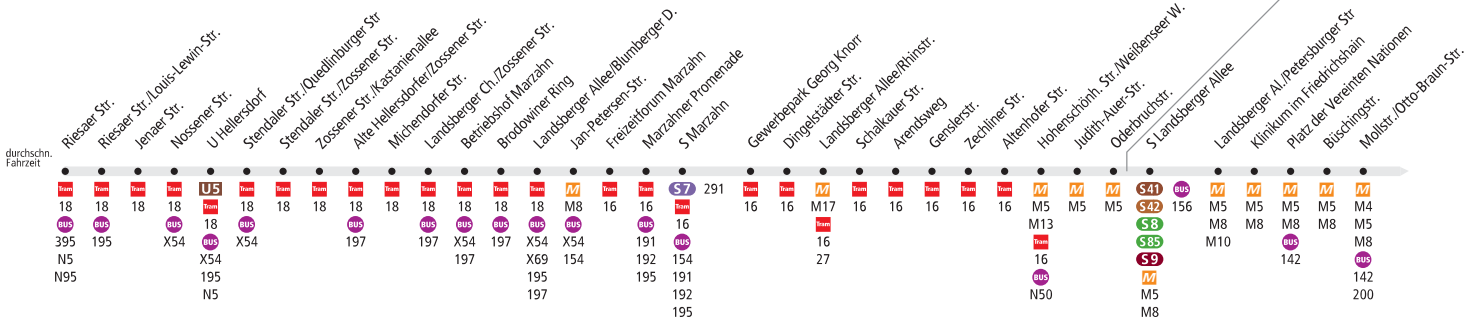 Riesaer Str.
Riesaer Str./Louis-Lewin-Str.
Jenaer Str.
Nossener Str.
U Hellersdorf
Stendaler Str./Quedlinburger Str
Stendaler Str./Zossener Str.
Zossener Str./Kastanienallee
Alte Hellersdorfer/Zossener Str.
Michendorfer Str.
Landsberger Ch./Zossener Str.
Betriebshof Marzahn
Brodowiner Ring
Landsberger Allee/Blumberger D.
Jan-Petersen-Str.
Freizeitforum Marzahn
Marzahner Promenade
S Marzahn
Gewerbepark Georg Knorr
Dingelstädter Str.
Landsberger Allee/Rhinstr.
Schalkauer Str.
Arendsweg
Genslerstr.
Zechliner Str.
Altenhofer Str.
Hohenschönh. Str./Weißenseer W.
Judith-Auer-Str.
Oderbruchstr.
S Landsberger Allee
Landsberger Al./Petersburger Str
Klinikum im Friedrichshain
Platz der Vereinten Nationen
Büschingstr.
Mollstr./Otto-Braun-Str.
durchschn.
Fahrzeit
Tram Tram Tram Tram U5 Tram Tram Tram Tram Tram Tram Tram Tram Tram M Tram Tram S7 291 Tram Tram M Tram Tram Tram Tram Tram M M M S41 BUS M M M M M
18 18 18 18 Tram 18 18 18 18 18 18 18 18 18 M8 16 16 Tram 16 16 M17 16 16 16 16 16 M5 M5 M5 S42 156 M5 M5 M5 M5 M4
BUS BUS BUS 18 BUS BUS BUS BUS BUS BUS BUS BUS 16 Tram M13 S8 M8 M8 M8 M8 M5
395 195 X54 BUS X54 197 197 X54 197 X54 X54 191 BUS 16 Tram S85 M10 BUS M8
N5 X54 197 X69 154 192 154 27 16 S9 142 BUS
N95 195 195 195 191 BUS M 142
N5 197 192 N50 M5 200
195 M8